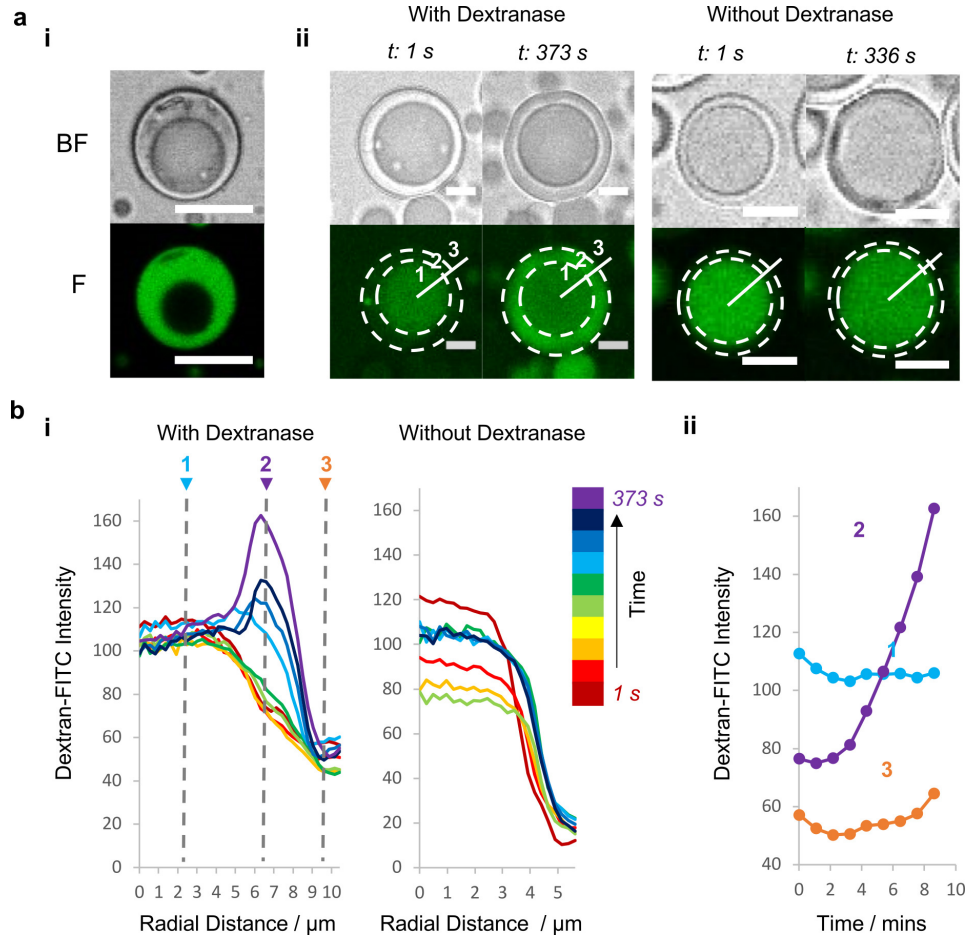 a
i
ii
With Dextranase
Without Dextranase
t: 1 s
t: 373 s
t: 1 s
t: 336 s
BF
F
1 2 3
1 2 3
b
i
ii
With Dextranase
Without Dextranase
1
2
3
Dextran-FITC Intensity
160
140
120
100
80
60
40
20
0
0 1 2 3 4 5 6 7 8 9 10
Radial Distance / µm
160
140
120
100
80
60
40
20
0
0 1 2 3 4 5
Radial Distance / µm
373 s
Time
1 s
Dextran-FITC Intensity
160
140
120
100
80
60
40
2
1
3
0 2 4 6 8 10
Time / mins